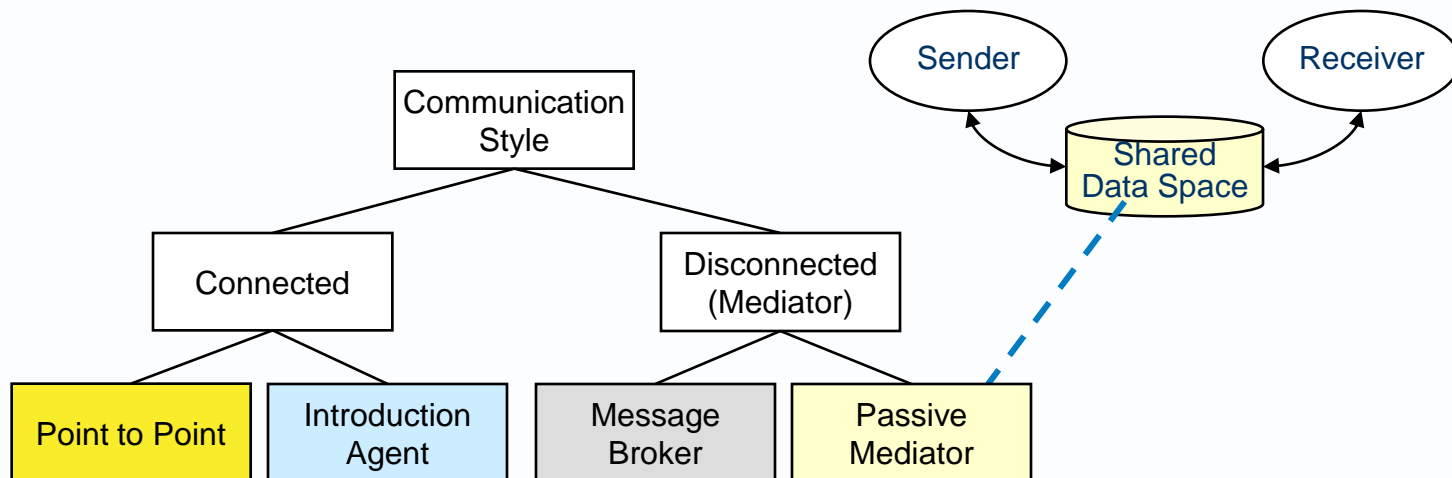 Sender
Receiver
Communication
Style
Shared
Data Space
Connected
Disconnected
(Mediator)
Point to Point
Introduction
Agent
Message
Broker
Passive
Mediator